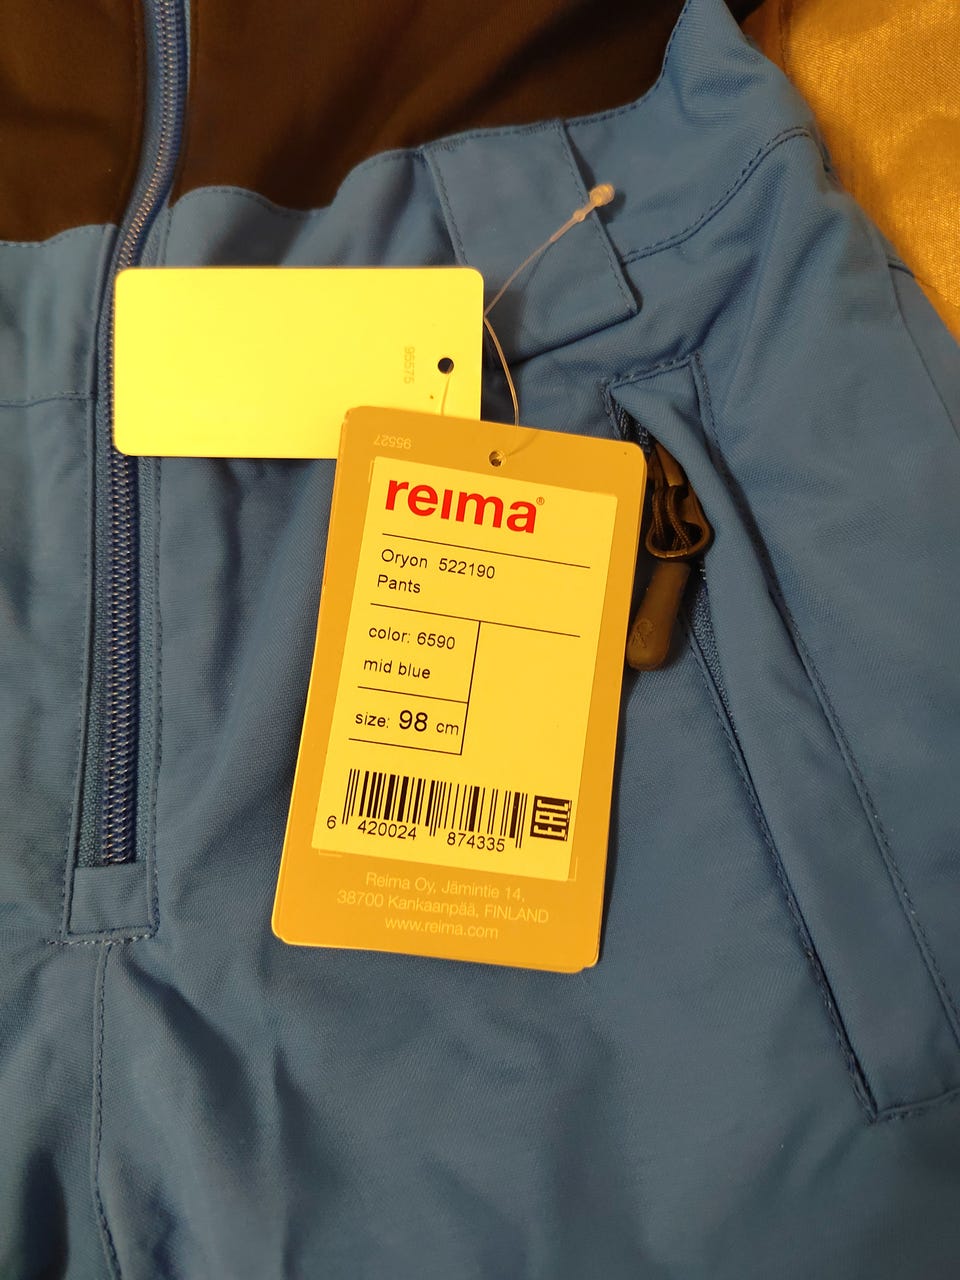 95575
95527
reima®
Oryon 522190
Pants
color: 6590
mid blue
size: 98 cm
6 420024 874335
EAC
Reima Oy, Jämintie 14,
38700 Kankaanpää, FINLAND
www.reima.com